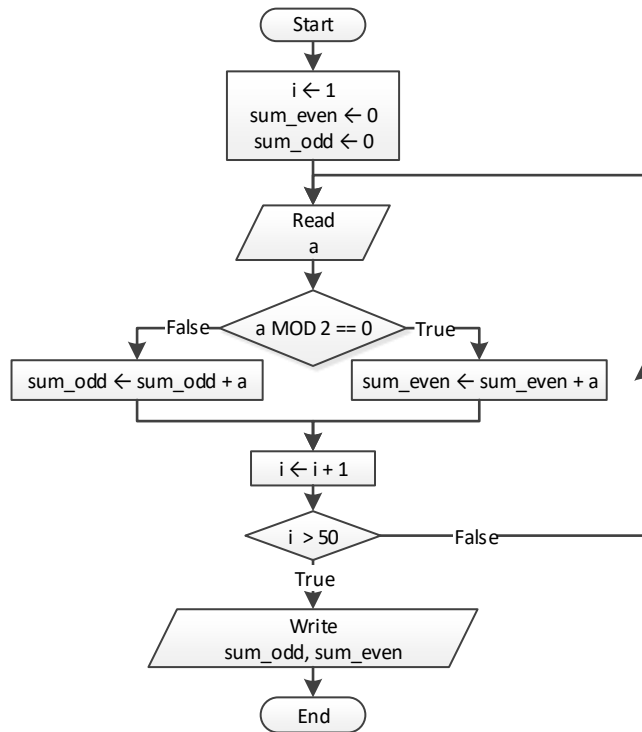 Start
i ← 1
sum_even ← 0
sum_odd ← 0
Read
a
a MOD 2 == 0
False
True
sum_odd ← sum_odd + a
sum_even ← sum_even + a
i ← i + 1
i > 50
False
True
Write
sum_odd, sum_even
End